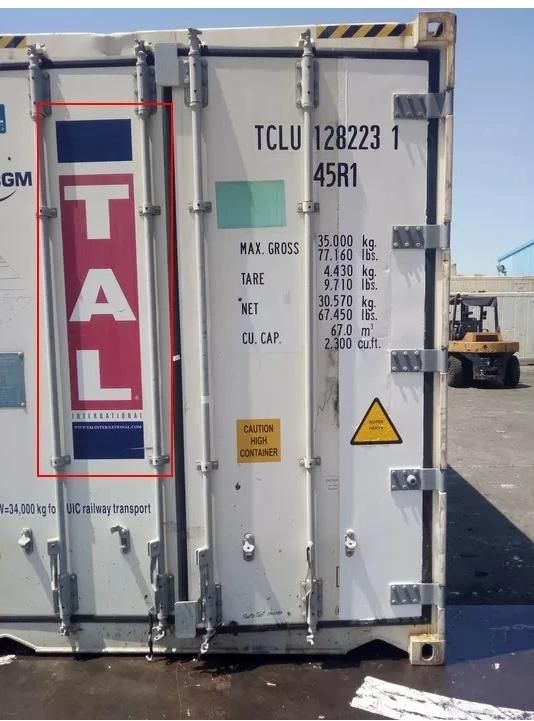 GM
TAL
INTERNATIONAL
WWW.TALINTERNATIONAL.COM
W=34,000 kg fo UIC railway transport
TCLU 128223 1
45R1
MAX. GROSS 35.000 kg.
77.160 lbs.
TARE 4.430 kg.
9.710 lbs.
NET 30.570 kg.
67.450 lbs.
CU. CAP. 67.0 m³
2.300 cu.ft.
CAUTION
HIGH
CONTAINER
SUPER
HEAVY